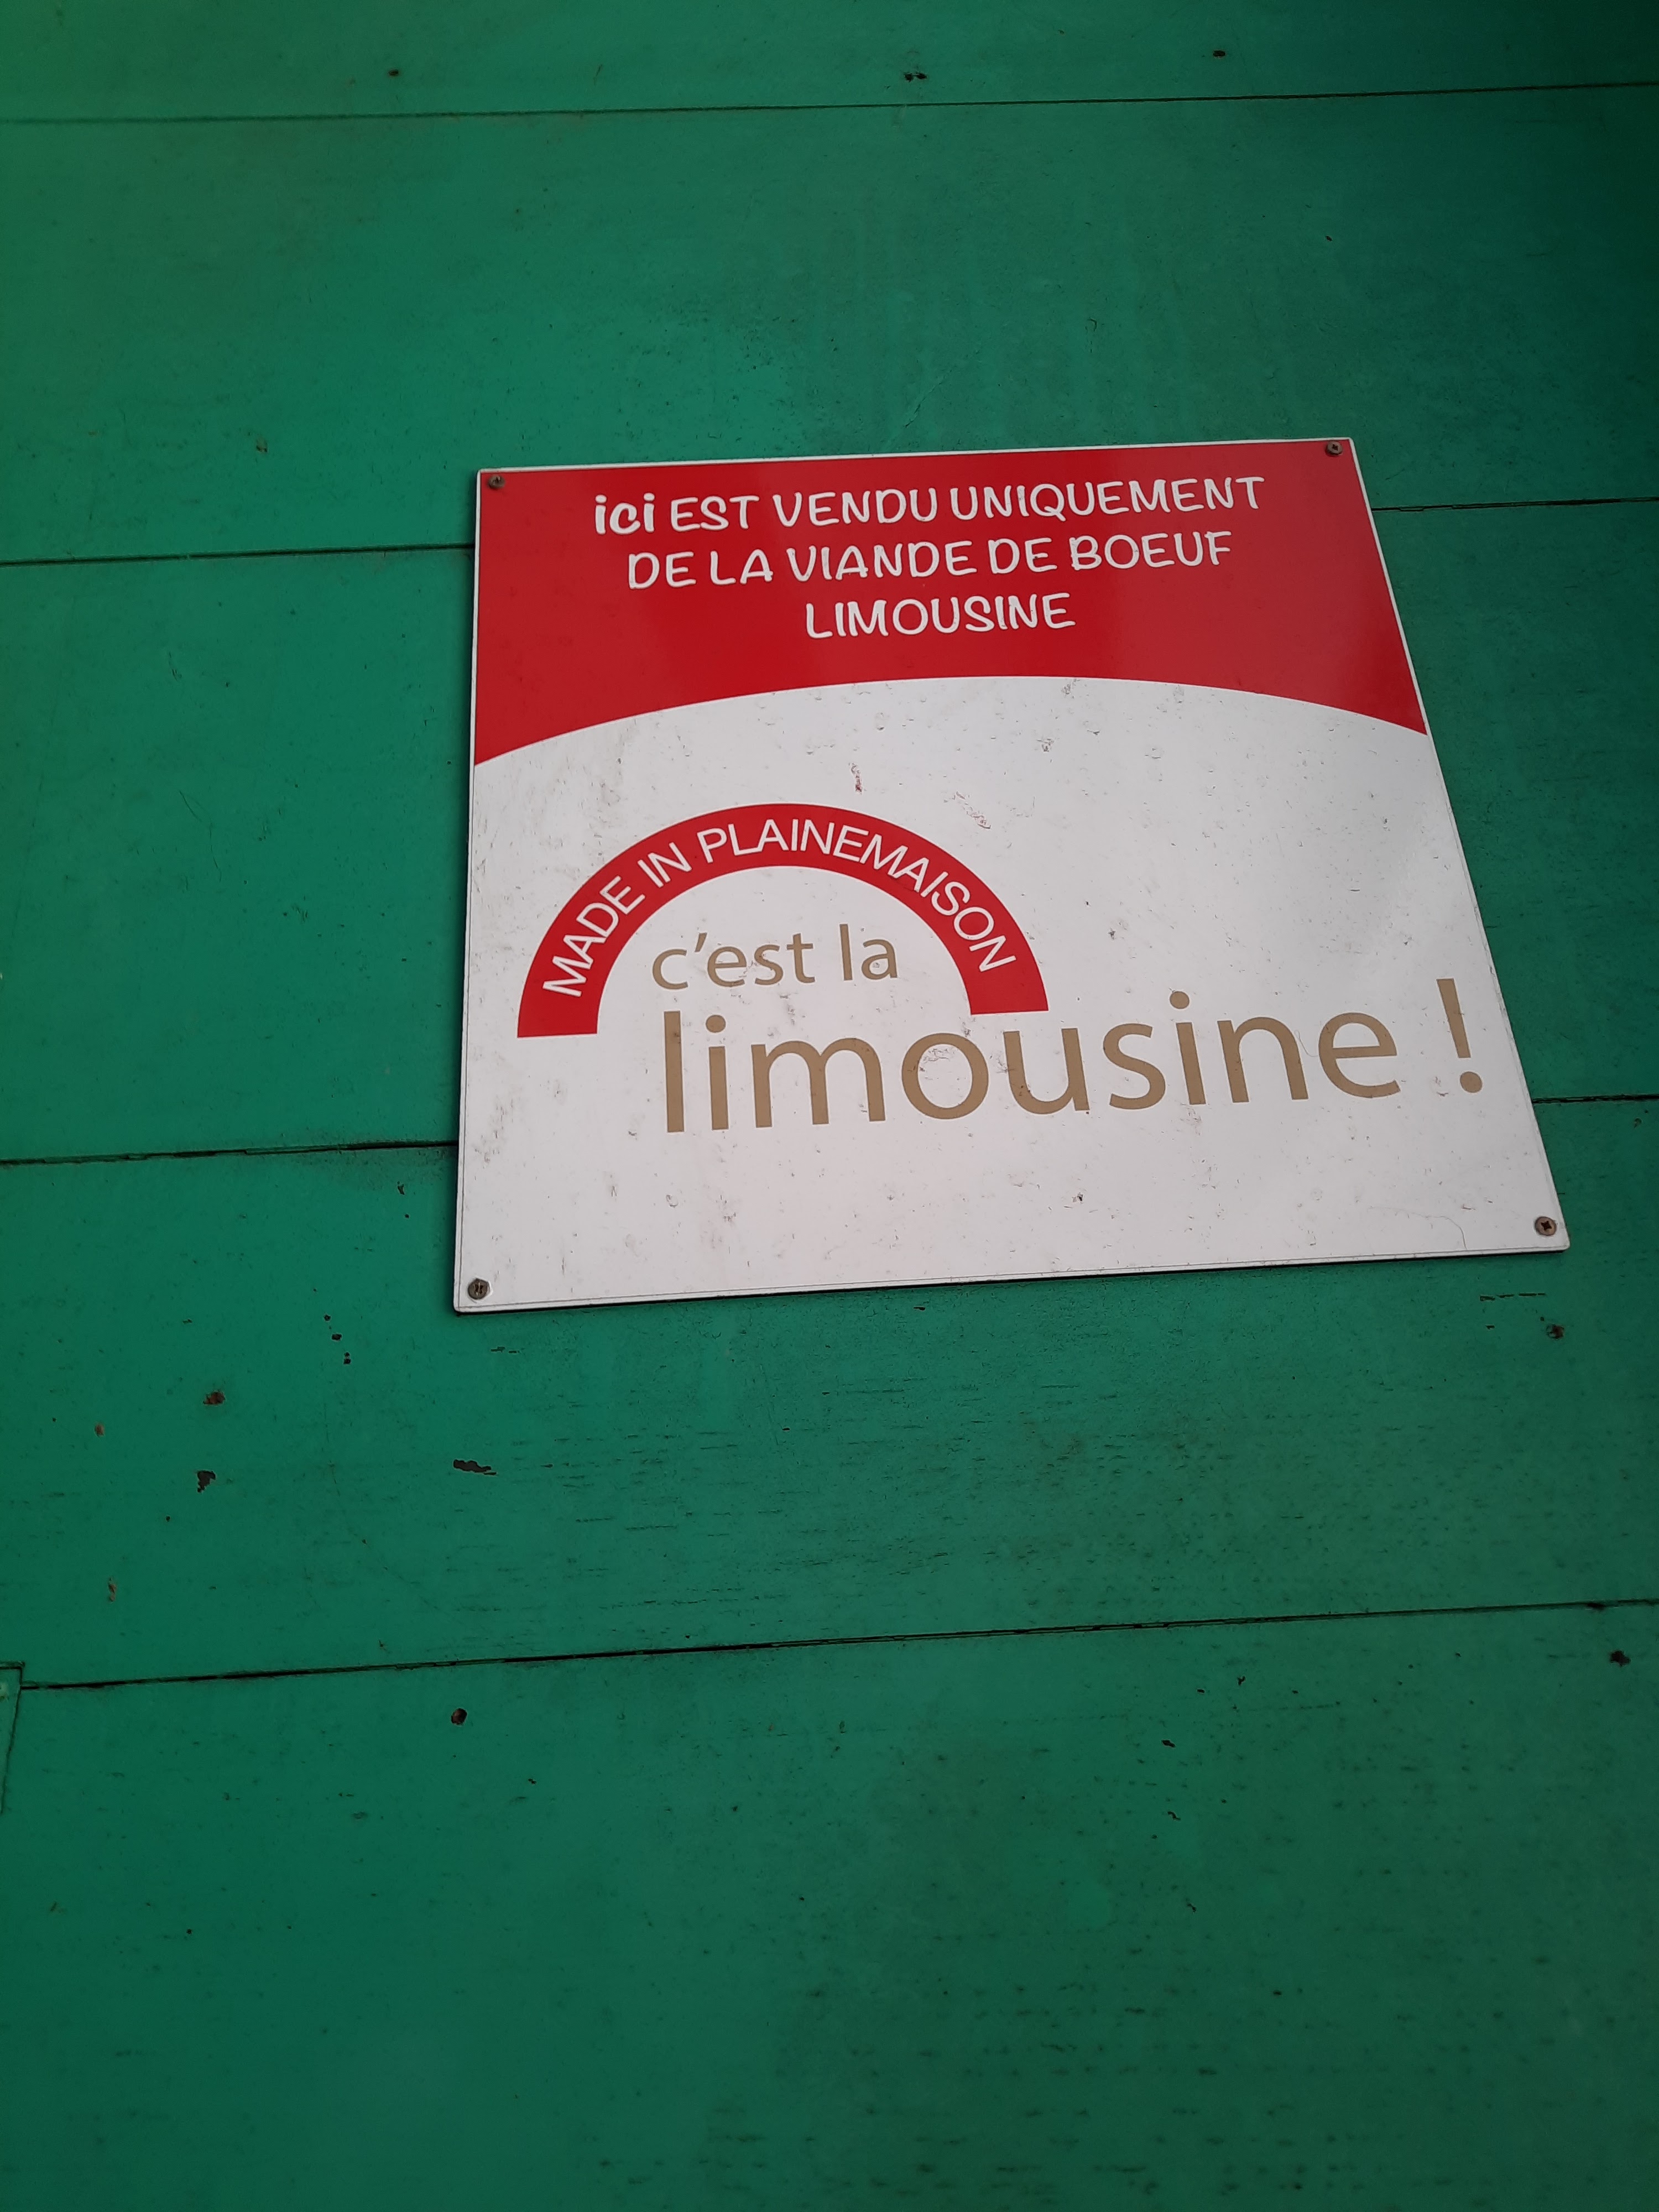 ici EST VENDU UNIQUEMENT
DE LA VIANDE DE BOEUF
LIMOUSINE
MADE IN PLAINEMAISON
c'est la
limousine !